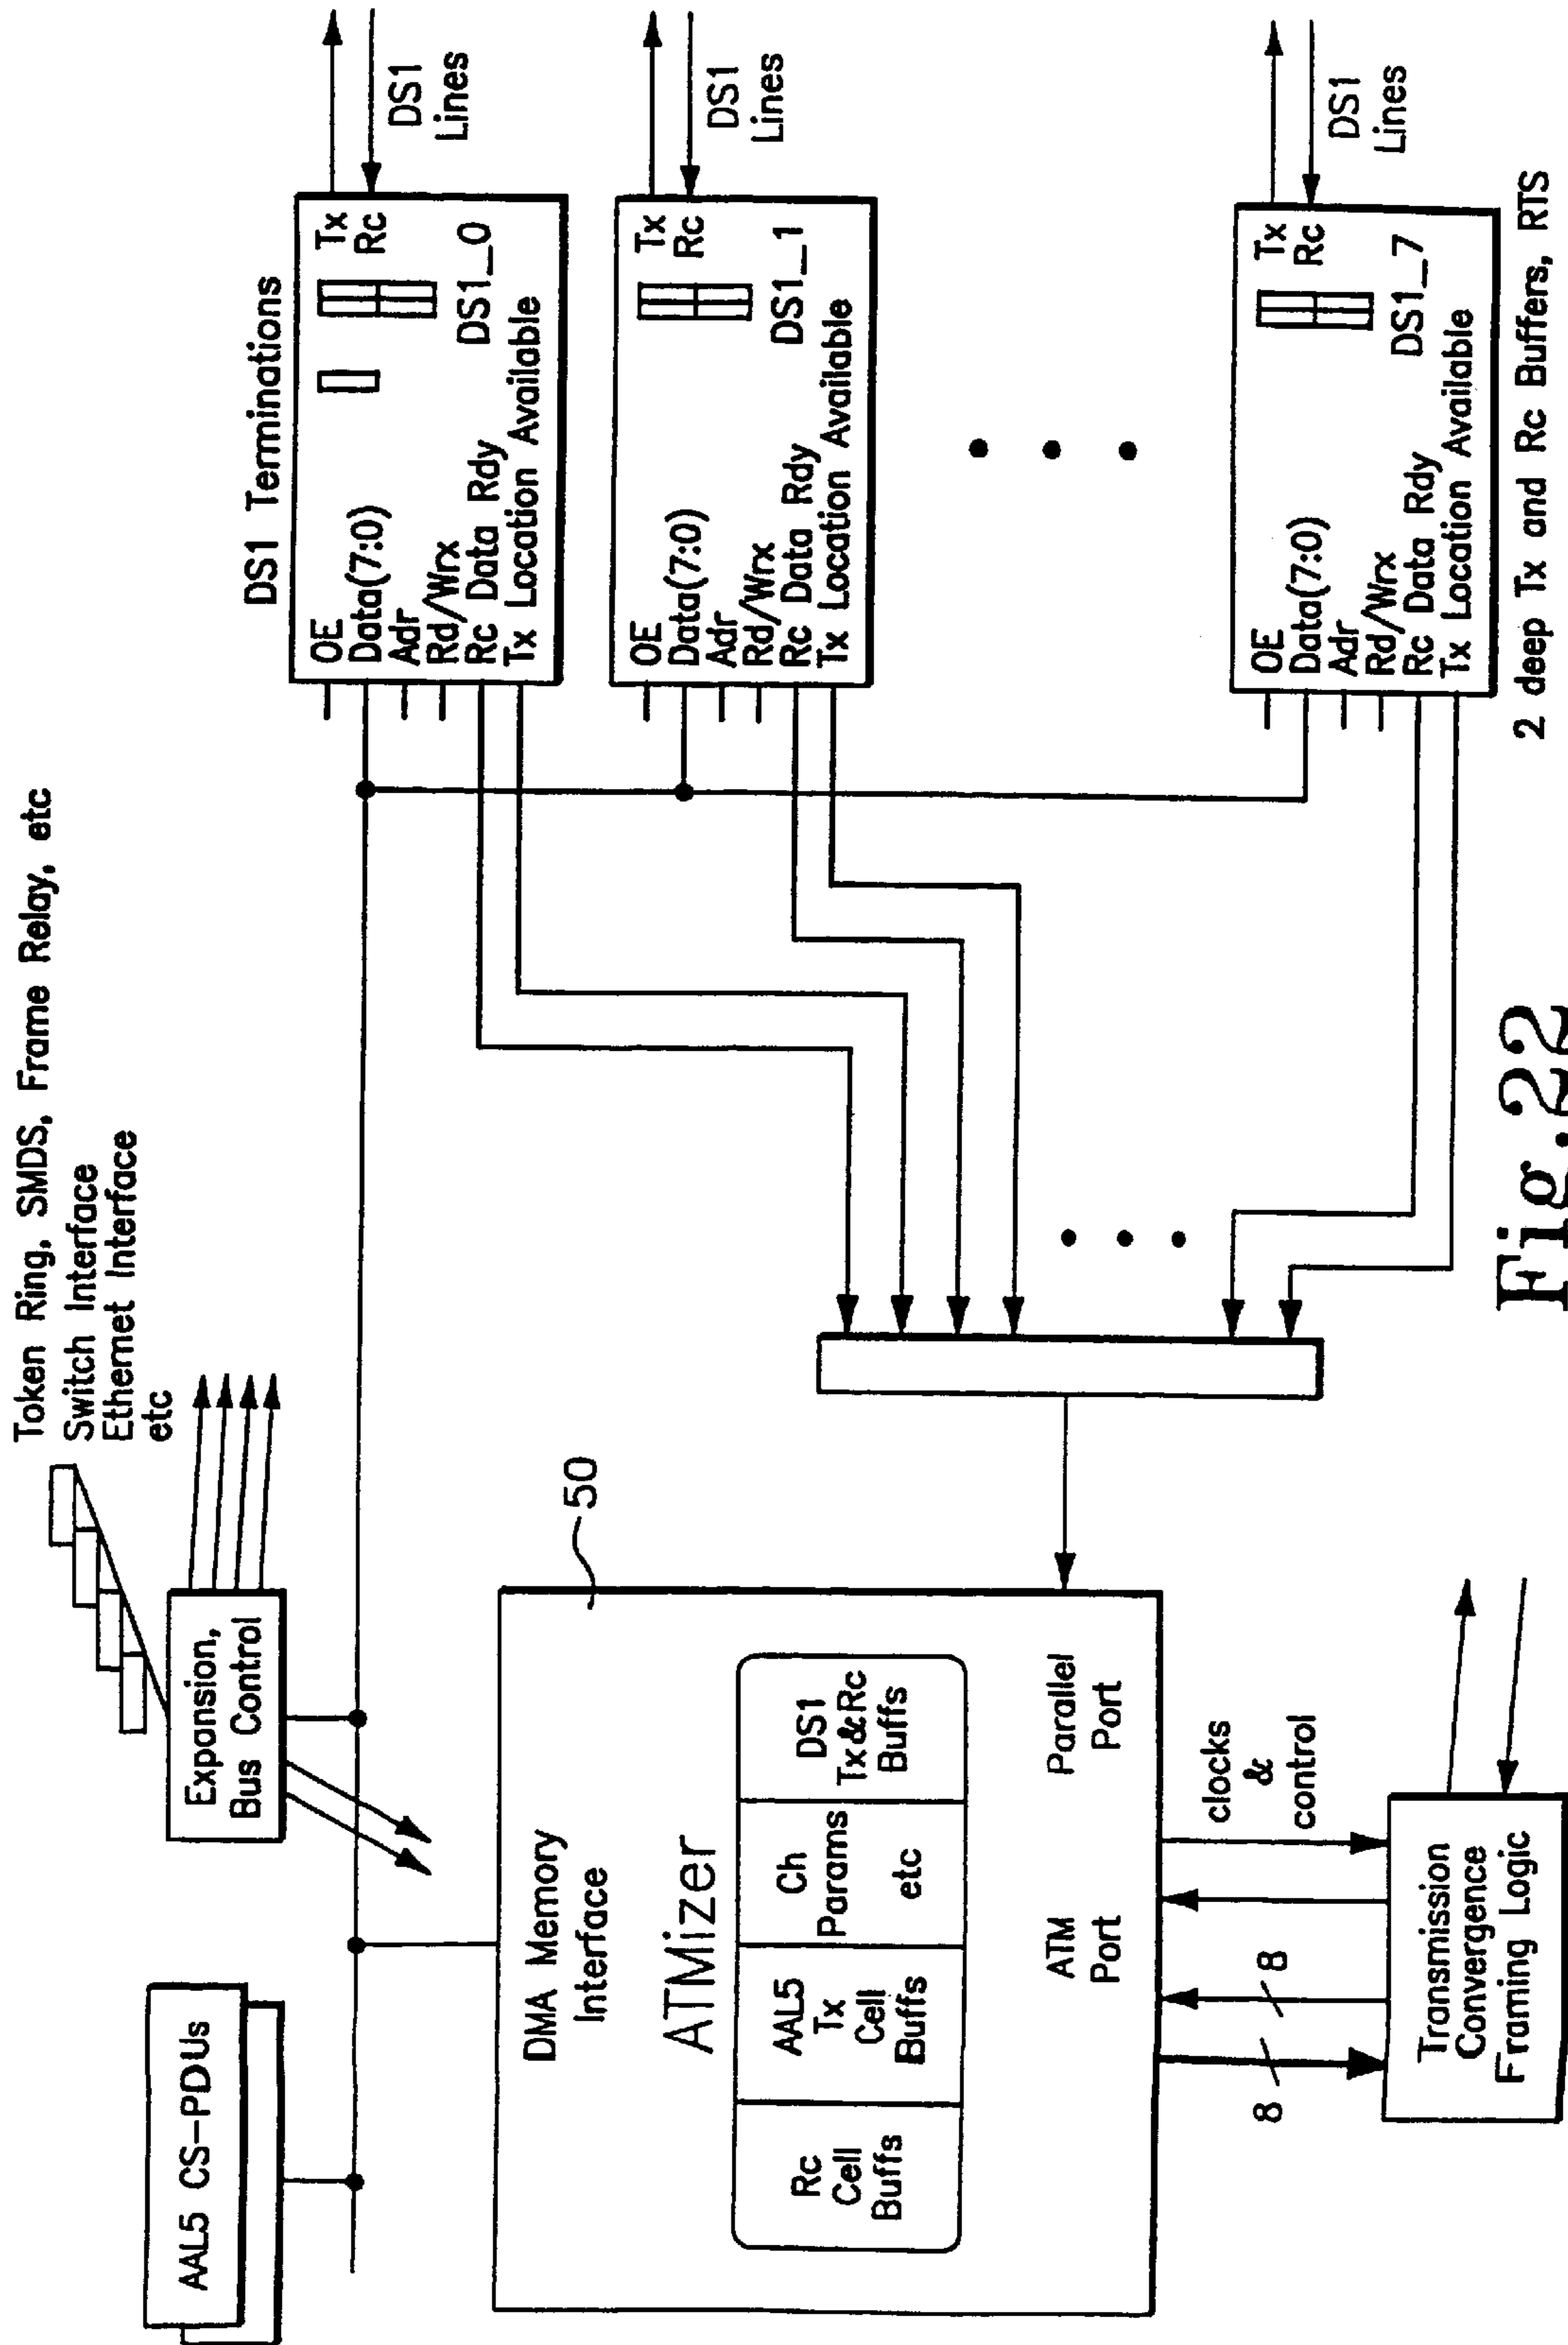 Token Ring, SMDS, Frame Relay, etc
Switch Interface
Ethernet Interface
etc
AAL5 CS-PDUs
Expansion,
Bus Control
DS1 Terminations
OE
Data(7:0)
Adr
Rd/Wrx
Rc Data Rdy
Tx Location Available
Tx
Rc
DS1_0
DS1
Lines
OE
Data(7:0)
Adr
Rd/Wrx
Rc Data Rdy
Tx Location Available
Tx
Rc
DS1_1
DS1
Lines
OE
Data(7:0)
Adr
Rd/Wrx
Rc Data Rdy
Tx Location Available
Tx
Rc
DS1_7
DS1
Lines
2 deep Tx and Rc Buffers, RTS
50
DMA Memory
Interface
ATMizer
Rc
Cell
Buffs
AAL5
Tx
Cell
Buffs
Ch
Params
etc
DS1
Tx&Rc
Buffs
ATM
Port
Parallel
Port
8
8
clocks
&
control
Transmission
Convergence
Framing Logic
Fig.22